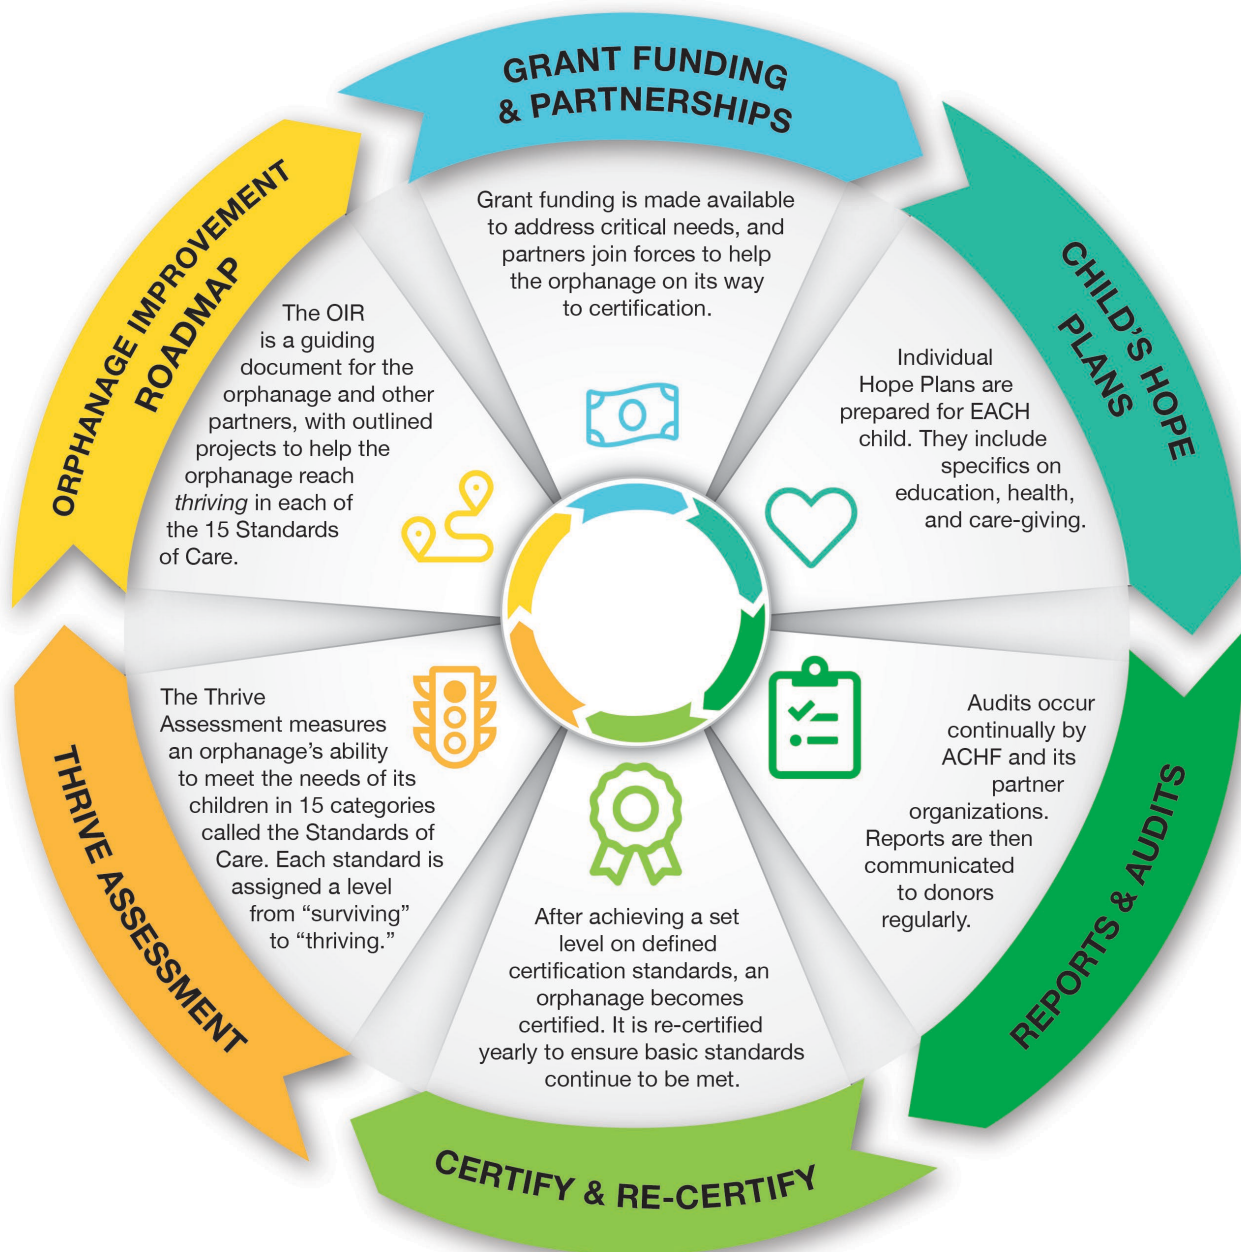 GRANT FUNDING
& PARTNERSHIPS
Grant funding is made available
to address critical needs, and
partners join forces to help
the orphanage on its way
to certification.
CHILD'S HOPE
PLANS
Individual
Hope Plans are
prepared for EACH
child. They include
specifics on
education, health,
and care-giving.
REPORTS & AUDITS
Audits occur
continually by
ACHF and its
partner
organizations.
Reports are then
communicated
to donors
regularly.
CERTIFY & RE-CERTIFY
After achieving a set
level on defined
certification standards, an
orphanage becomes
certified. It is re-certified
yearly to ensure basic standards
continue to be met.
THRIVE ASSESSMENT
The Thrive
Assessment measures
an orphanage’s ability
to meet the needs of its
children in 15 categories
called the Standards of
Care. Each standard is
assigned a level
from “surviving”
to “thriving.”
ORPHANAGE IMPROVEMENT
ROADMAP
The OIR
is a guiding
document for the
orphanage and other
partners, with outlined
projects to help the
orphanage reach
thriving in each of
the 15 Standards
of Care.